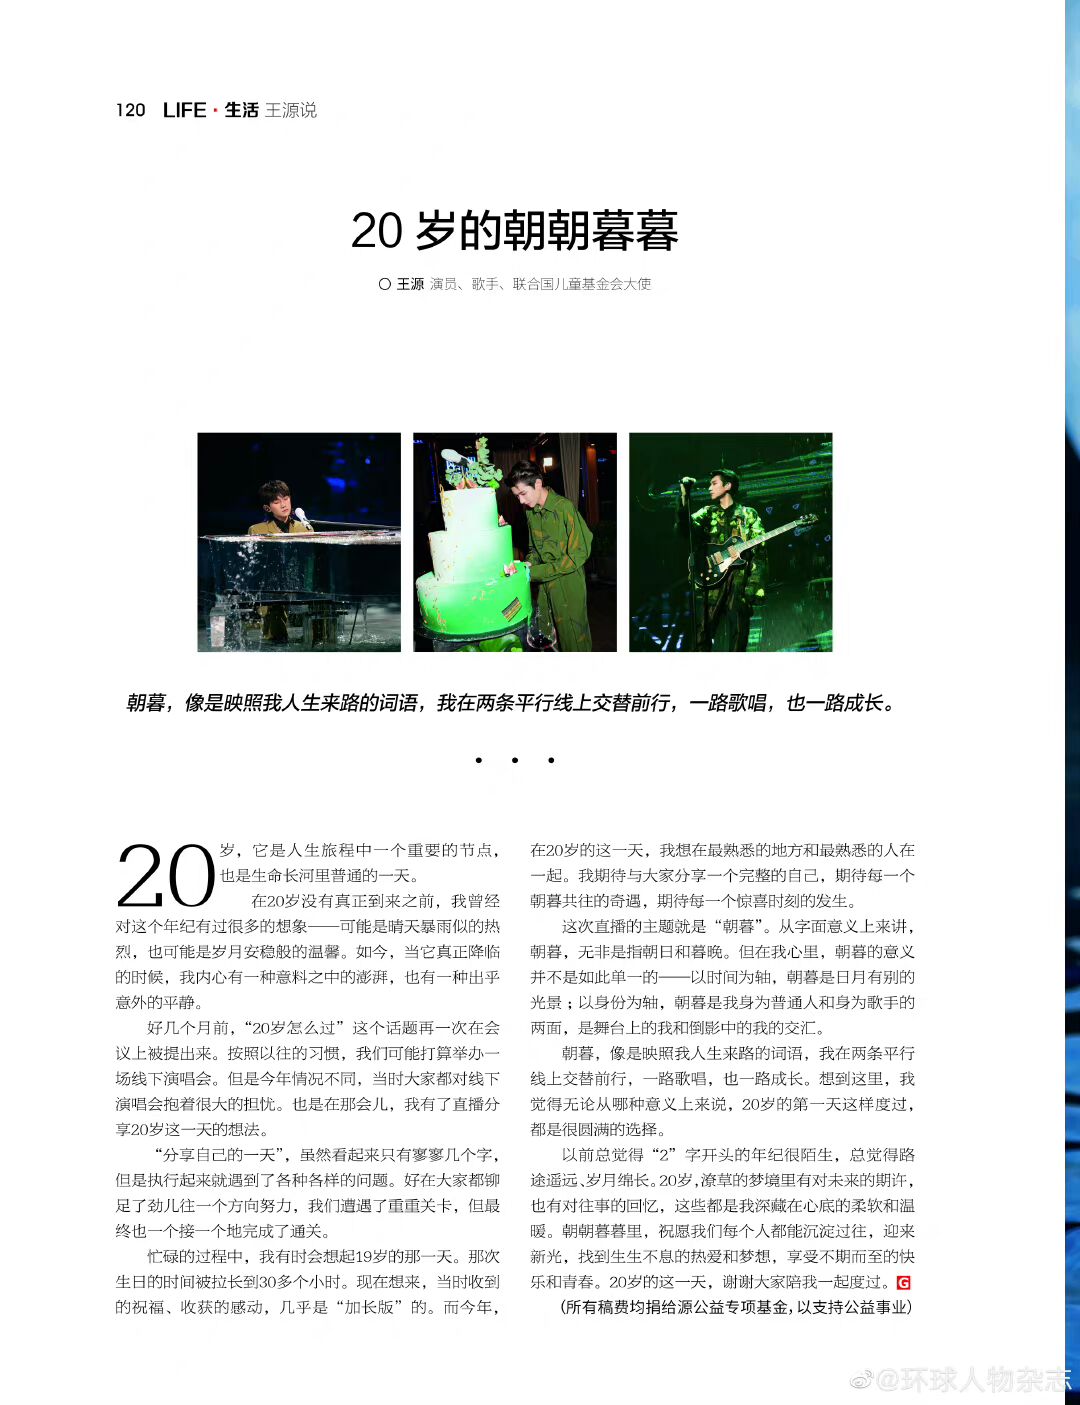 120 LIFE·生活 王源说
20 岁的朝朝暮暮
○ 王源 演员、歌手、联合国儿童基金会大使
朝暮，像是映照我人生来路的词语，我在两条平行线上交替前行，一路歌唱，也一路成长。
• • •
20岁，它是人生旅程中一个重要的节点，
也是生命长河里普通的一天。
在20岁没有真正到来之前，我曾经
对这个年纪有过很多的想象——可能是晴天暴雨似的热
烈，也可能是岁月安稳般的温馨。如今，当它真正降临
的时候，我内心有一种意料之中的澎湃，也有一种出乎
意外的平静。
好几个月前，“20岁怎么过”这个话题再一次在会
议上被提出来。按照以往的习惯，我们可能打算举办一
场线下演唱会。但是今年情况不同，当时大家都对线下
演唱会抱着很大的担忧。也是在那会儿，我有了直播分
享20岁这一天的想法。
“分享自己的一天”，虽然看起来只有寥寥几个字，
但是执行起来就遇到了各种各样的问题。好在大家都铆
足了劲儿往一个方向努力，我们遭遇了重重关卡，但最
终也一个接一个地完成了通关。
忙碌的过程中，我有时会想起19岁的那一天。那次
生日的时间被拉长到30多个小时。现在想来，当时收到
的祝福、收获的感动，几乎是“加长版”的。而今年，
在20岁的这一天，我想在最熟悉的地方和最熟悉的人在
一起。我期待与大家分享一个完整的自己，期待每一个
朝暮共往的奇遇，期待每一个惊喜时刻的发生。
这次直播的主题就是“朝暮”。从字面意义上来讲，
朝暮，无非是指朝日和暮晚。但在我心里，朝暮的意义
并不是如此单一的——以时间为轴，朝暮是日月有别的
光景；以身份为轴，朝暮是我身为普通人和身为歌手的
两面，是舞台上的我和倒影中的我的交汇。
朝暮，像是映照我人生来路的词语，我在两条平行
线上交替前行，一路歌唱，也一路成长。想到这里，我
觉得无论从哪种意义上来说，20岁的第一天这样度过，
都是很圆满的选择。
以前总觉得“2”字开头的年纪很陌生，总觉得路
途遥远、岁月绵长。20岁，潦草的梦境里有对未来的期许，
也有对往事的回忆，这些都是我深藏在心底的柔软和温
暖。朝朝暮暮里，祝愿我们每个人都能沉淀过往，迎来
新光，找到生生不息的热爱和梦想，享受不期而至的快
乐和青春。20岁的这一天，谢谢大家陪我一起度过。G
（所有稿费均捐给源公益专项基金，以支持公益事业）
@环球人物杂志